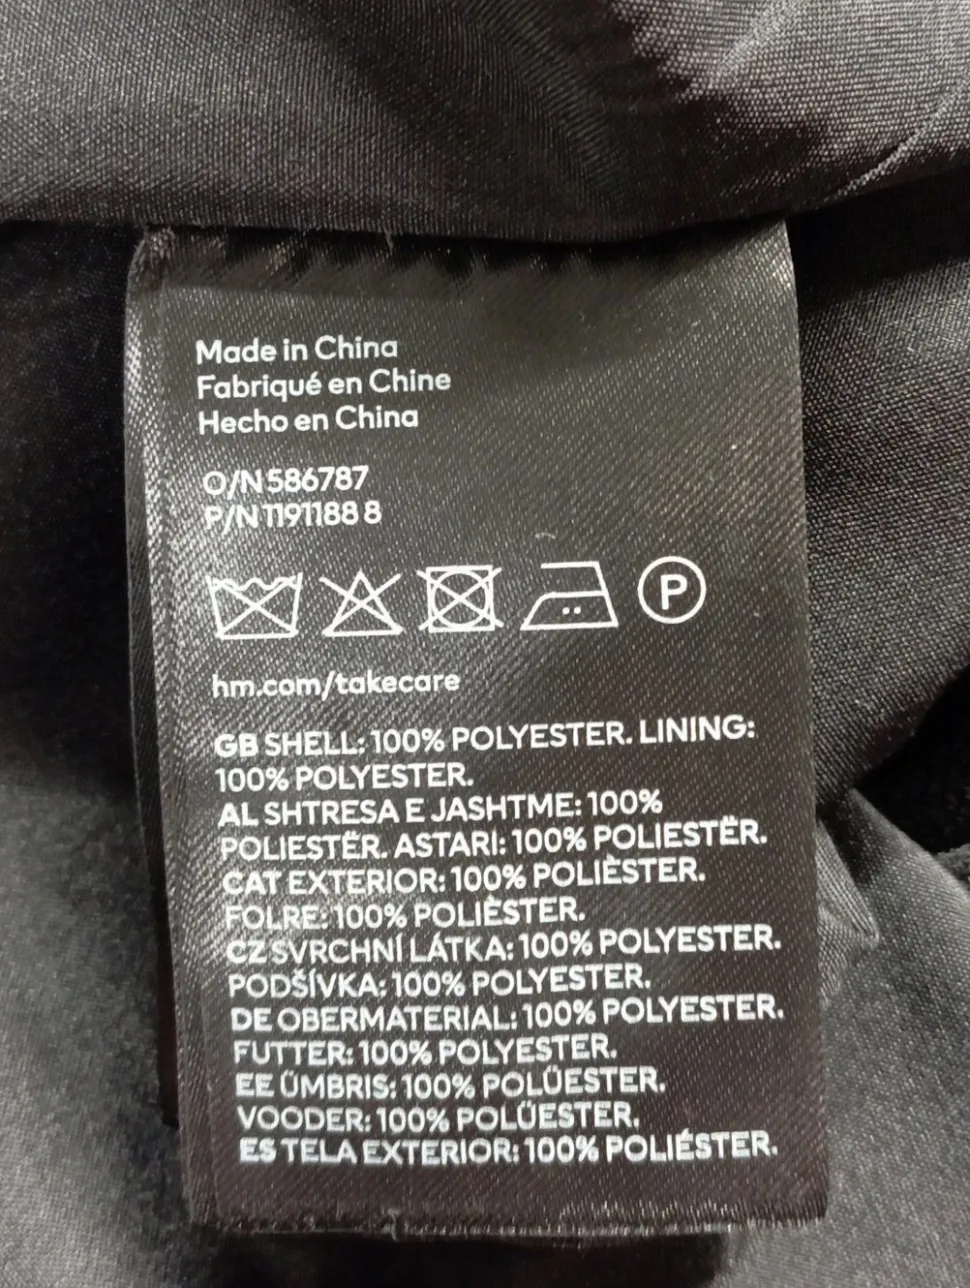 Made in China
Fabriqué en Chine
Hecho en China
O/N 586787
P/N 1191188 8
P
hm.com/takecare
GB SHELL: 100% POLYESTER. LINING:
100% POLYESTER.
AL SHTRESA E JASHTME: 100%
POLIESTËR. ASTARI: 100% POLIESTËR.
CAT EXTERIOR: 100% POLIÈSTER.
FOLRE: 100% POLIÈSTER.
CZ SVRCHNÍ LÁTKA: 100% POLYESTER.
PODŠÍVKA: 100% POLYESTER.
DE OBERMATERIAL: 100% POLYESTER.
FUTTER: 100% POLYESTER.
EE ÜMBRIS: 100% POLÜESTER.
VOODER: 100% POLÜESTER.
ES TELA EXTERIOR: 100% POLIÉSTER.